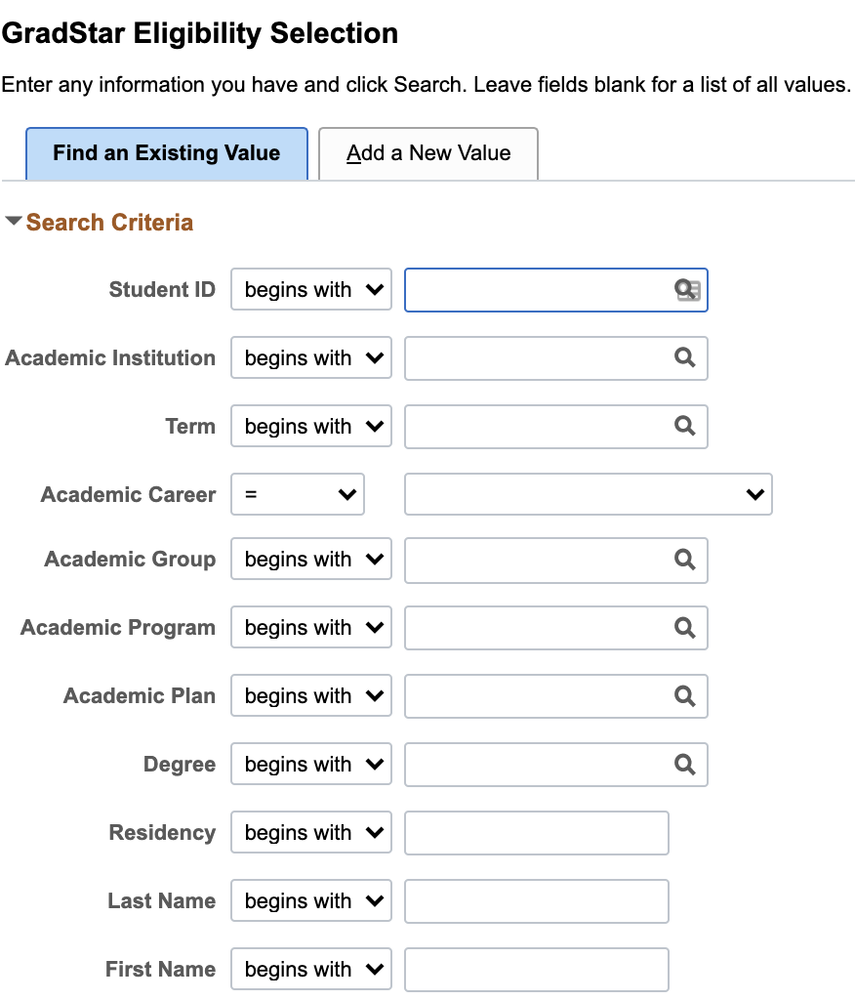 GradStar Eligibility Selection
Enter any information you have and click Search. Leave fields blank for a list of all values.
Find an Existing Value Add a New Value
Search Criteria
Student ID begins with
Academic Institution begins with
Term begins with
Academic Career =
Academic Group begins with
Academic Program begins with
Academic Plan begins with
Degree begins with
Residency begins with
Last Name begins with
First Name begins with